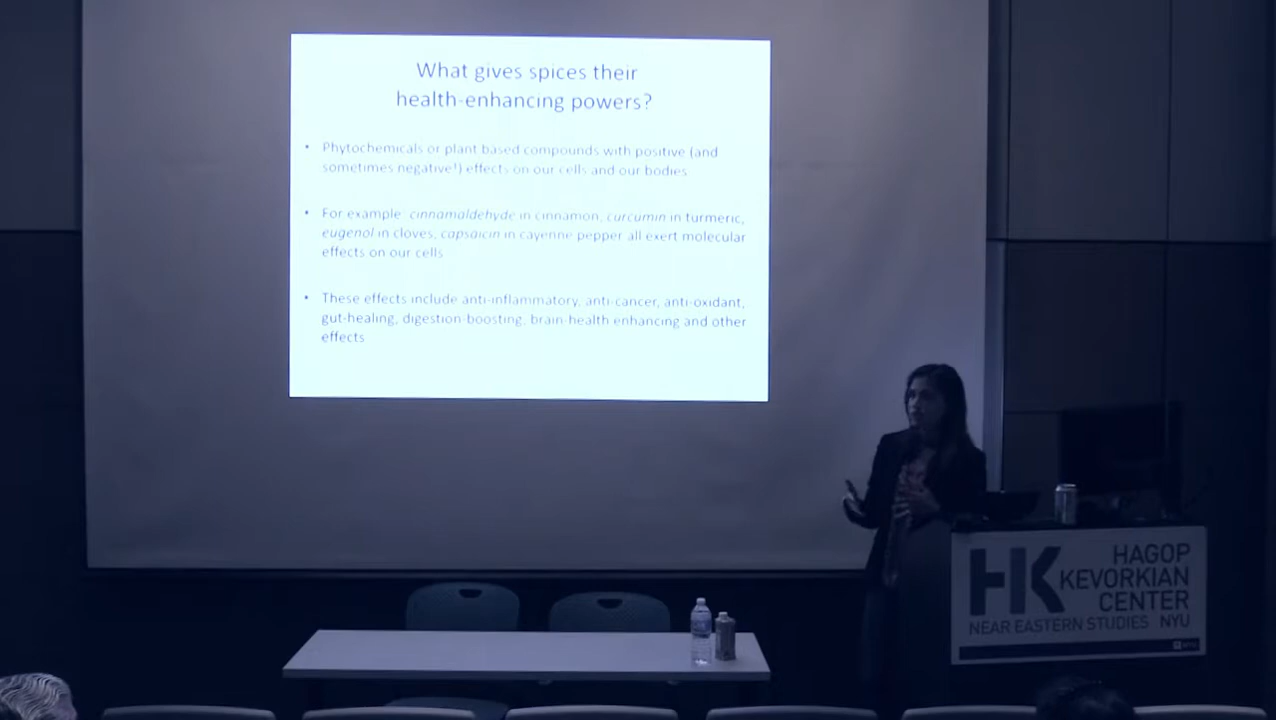 What gives spices their
health-enhancing powers?
• Phytochemicals or plant based compounds with positive (and
sometimes negative!) effects on our cells and our bodies
• For example cinnamaldehyde in cinnamon, curcumin in turmeric,
eugenol in cloves, capsaicin in cayenne pepper all exert molecular
effects on our cells
• These effects include anti-inflammatory, anti-cancer, anti-oxidant,
gut-healing, digestion-boosting, brain-health enhancing and other
effects
HK
HAGOP
KEVORKIAN
CENTER
NEAR EASTERN STUDIES NYU